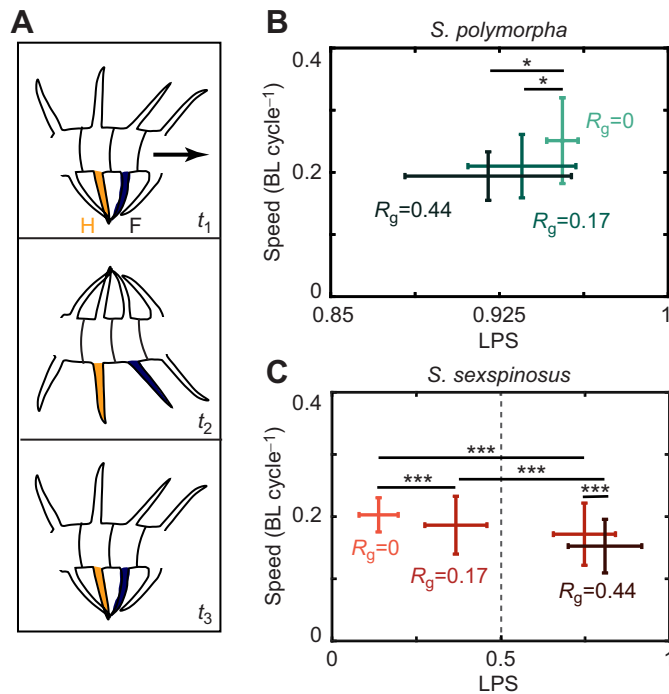 A
H F
t1
t2
t3
B
S. polymorpha
0.4
0.2
0
Speed (BL cycle–1)
*
*
Rg=0
Rg=0.44
Rg=0.17
0.85 0.925 1
LPS
C
S. sexspinosus
0.4
0.2
0
Speed (BL cycle–1)
***
*** ***
***
Rg=0
Rg=0.17
Rg=0.44
0 0.5 1
LPS